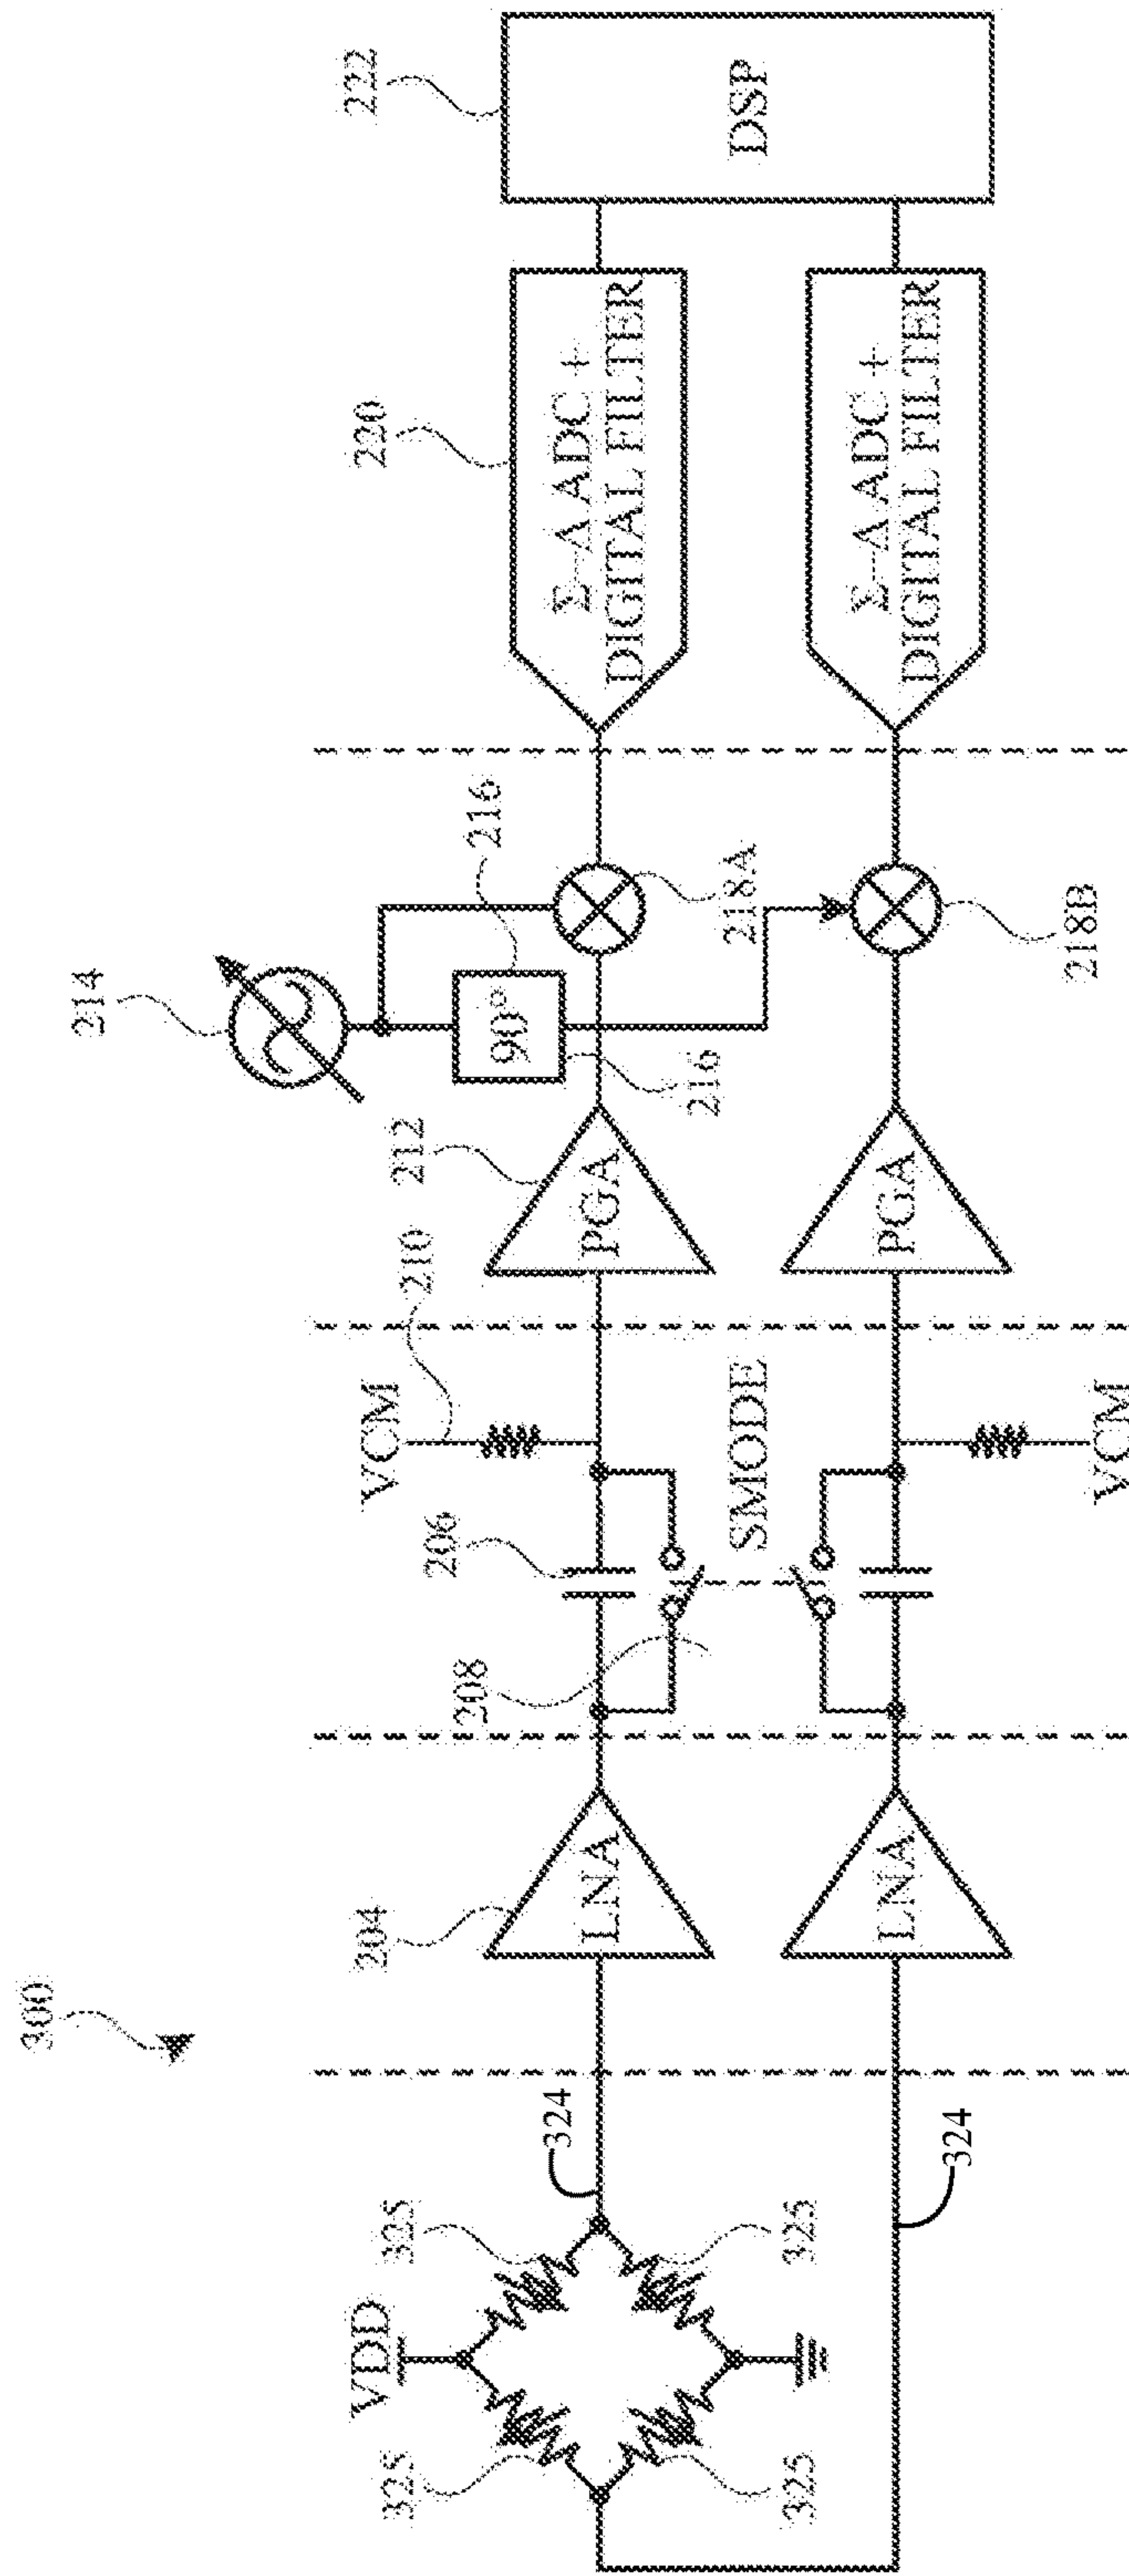 300
VDD
325
325
325
325
324
324
204
LNA
LNA
206
208
SMODE
VCM
210
VCM
212
PGA
PGA
214
90°
216
216
218A
218B
220
Σ-Δ ADC +
DIGITAL FILTER
Σ-Δ ADC +
DIGITAL FILTER
222
DSP